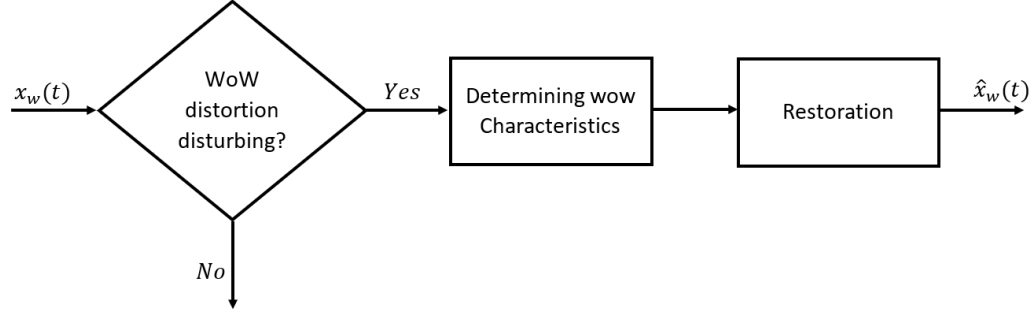 x_w(t)
WoW
distortion
disturbing?
Yes
Determining wow
Characteristics
Restoration
x̂_w(t)
No